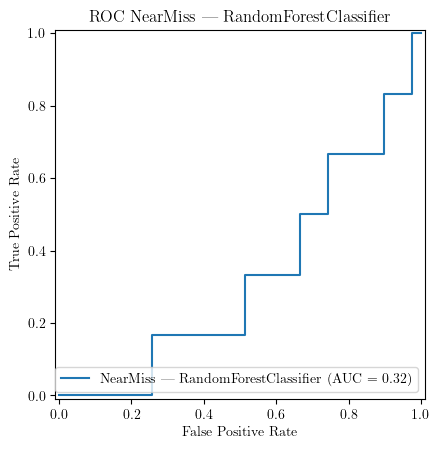 ROC NearMiss — RandomForestClassifier
1.0
0.8
0.6
0.4
0.2
0.0
True Positive Rate
NearMiss — RandomForestClassifier (AUC = 0.32)
0.0 0.2 0.4 0.6 0.8 1.0
False Positive Rate